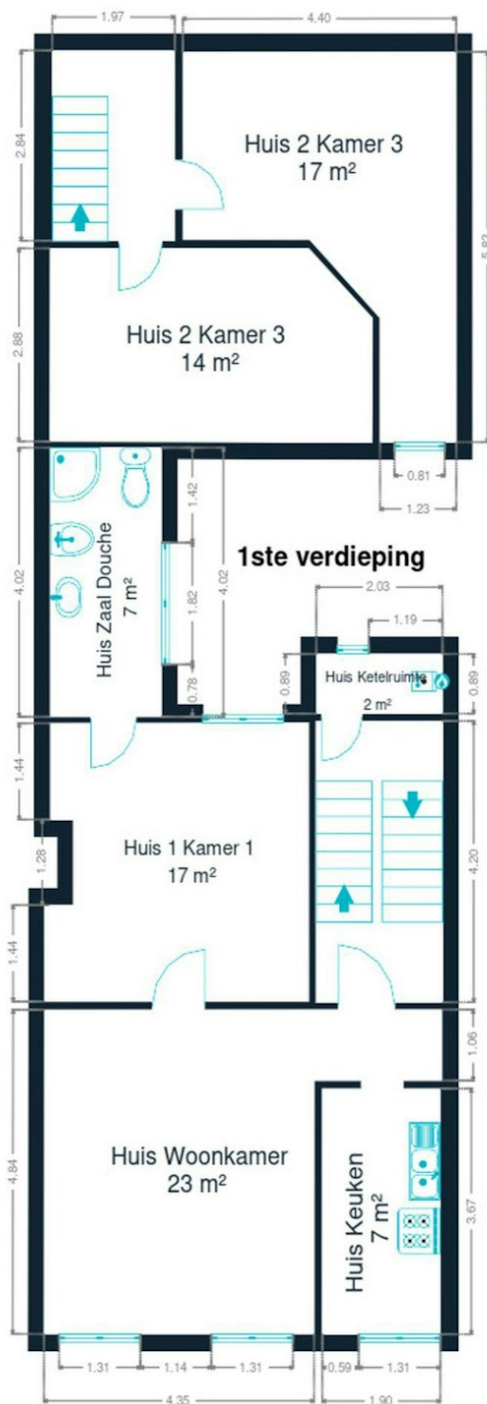 1.97
4.40
2.84
Huis 2 Kamer 3
17 m²
5.83
2.88
Huis 2 Kamer 3
14 m²
0.81
1.23
4.02
Huis Zaal Douche
7 m²
1.42
1.82
0.78
4.02
1ste verdieping
2.03
1.19
0.89
Huis Ketelruimte
2 m²
0.89
1.44
1.28
1.44
Huis 1 Kamer 1
17 m²
4.20
1.06
4.84
Huis Woonkamer
23 m²
Huis Keuken
7 m²
3.67
1.31
1.14
1.31
0.59
1.31
4.35
1.90